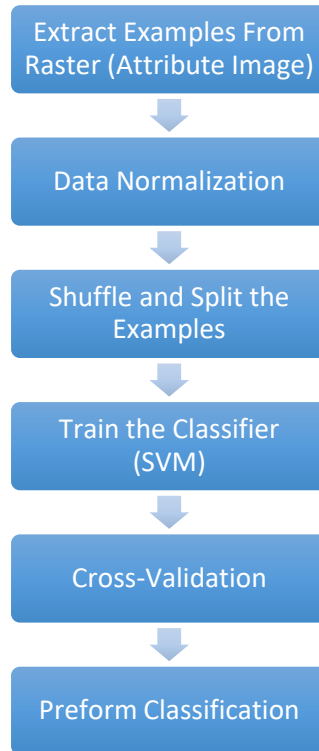 Extract Examples From
Raster (Attribute Image)
Data Normalization
Shuffle and Split the
Examples
Train the Classifier
(SVM)
Cross-Validation
Preform Classification